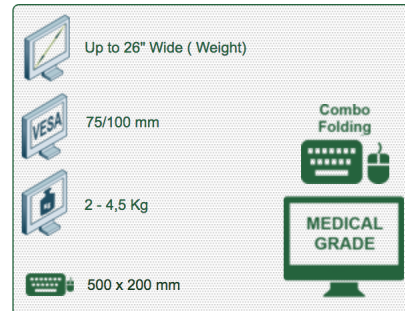 Up to 26" Wide ( Weight)
VESA
75/100 mm
KG
2 - 4,5 Kg
500 x 200 mm
Combo
Folding
MEDICAL
GRADE